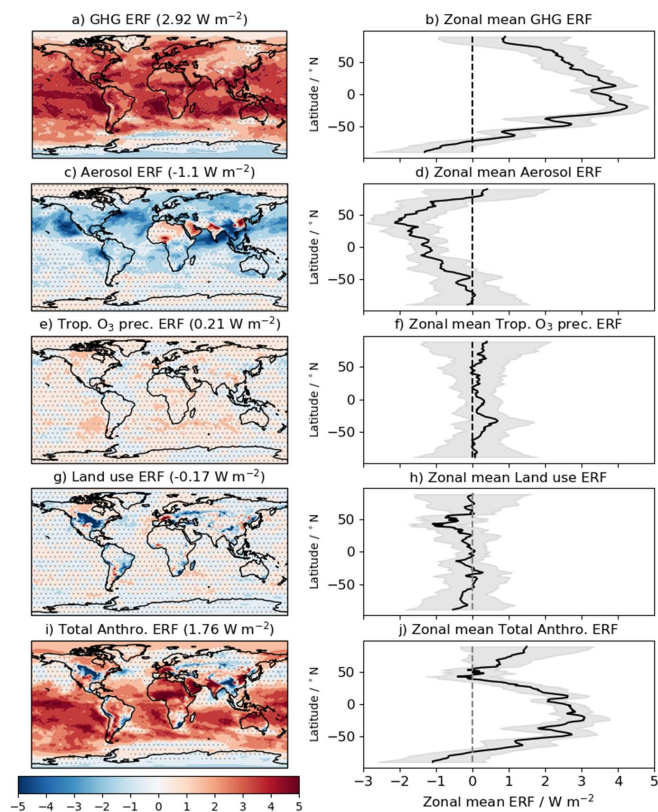 a) GHG ERF (2.92 W m⁻²)
b) Zonal mean GHG ERF
50
0
−50
Latitude / °N
c) Aerosol ERF (-1.1 W m⁻²)
d) Zonal mean Aerosol ERF
50
0
−50
Latitude / °N
e) Trop. O₃ prec. ERF (0.21 W m⁻²)
f) Zonal mean Trop. O₃ prec. ERF
50
0
−50
Latitude / °N
g) Land use ERF (-0.17 W m⁻²)
h) Zonal mean Land use ERF
50
0
−50
Latitude / °N
i) Total Anthro. ERF (1.76 W m⁻²)
j) Zonal mean Total Anthro. ERF
50
0
−50
Latitude / °N
−5 −4 −3 −2 −1 0 1 2 3 4 5
−3 −2 −1 0 1 2 3 4 5
Zonal mean ERF / W m⁻²